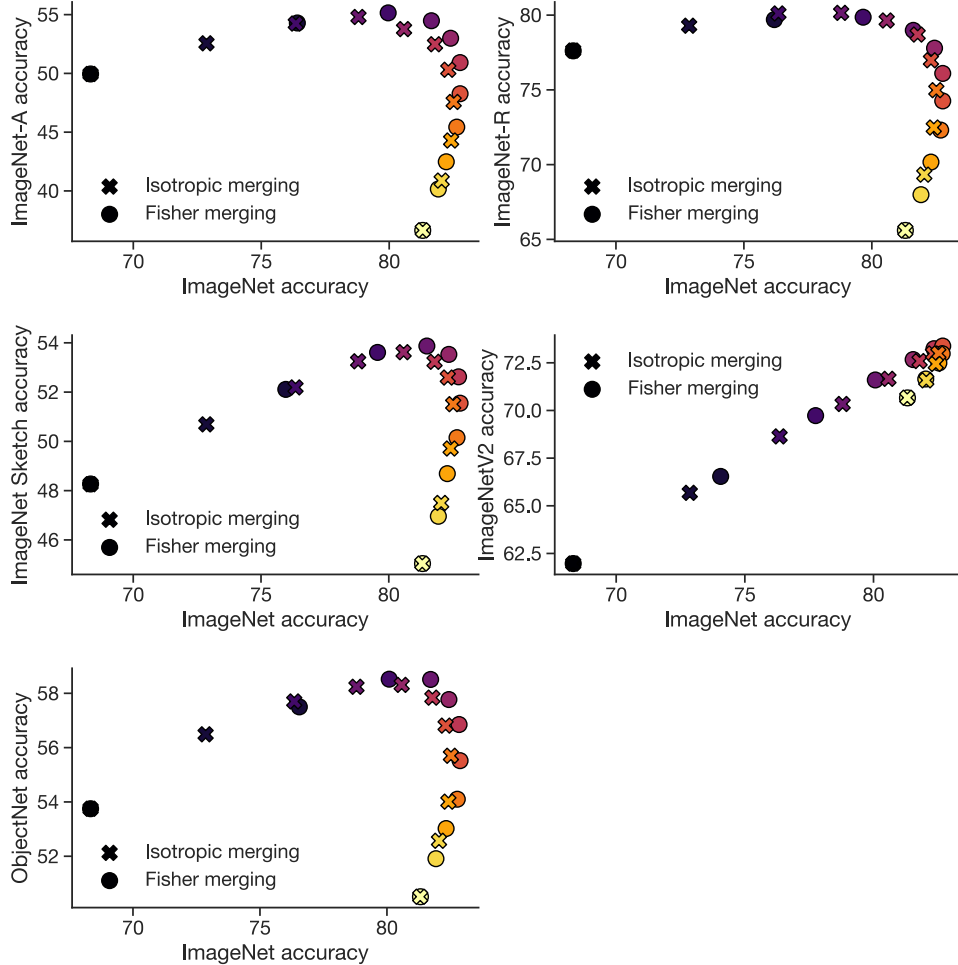 55
50
45
40
ImageNet-A accuracy
Isotropic merging
Fisher merging
70
75
80
ImageNet accuracy
80
75
70
65
ImageNet-R accuracy
Isotropic merging
Fisher merging
70
75
80
ImageNet accuracy
54
52
50
48
46
ImageNet Sketch accuracy
Isotropic merging
Fisher merging
70
75
80
ImageNet accuracy
72.5
70.0
67.5
65.0
62.5
ImageNetV2 accuracy
Isotropic merging
Fisher merging
70
75
80
ImageNet accuracy
58
56
54
52
ObjectNet accuracy
Isotropic merging
Fisher merging
70
75
80
ImageNet accuracy